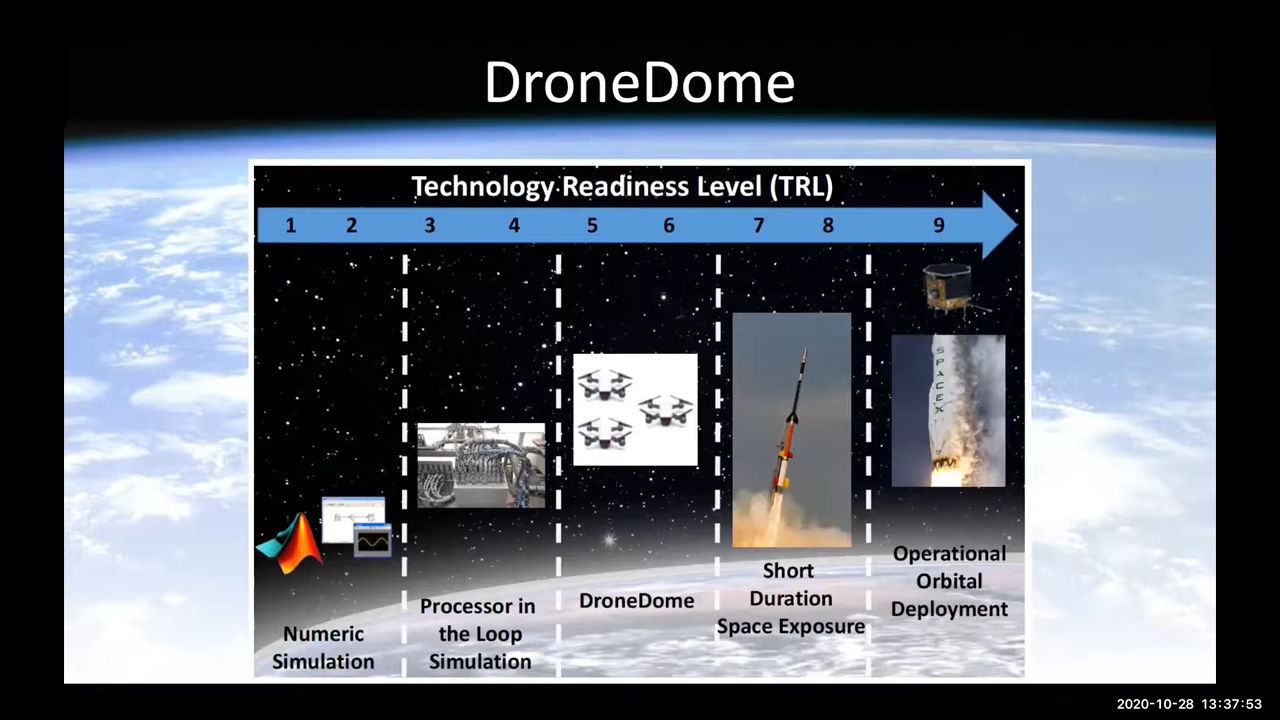 DroneDome
Technology Readiness Level (TRL)
1 2 3 4 5 6 7 8 9
SPACEX
Numeric
Simulation
Processor in
the Loop
Simulation
DroneDome
Short
Duration
Space Exposure
Operational
Orbital
Deployment
2020-10-28 13:37:53